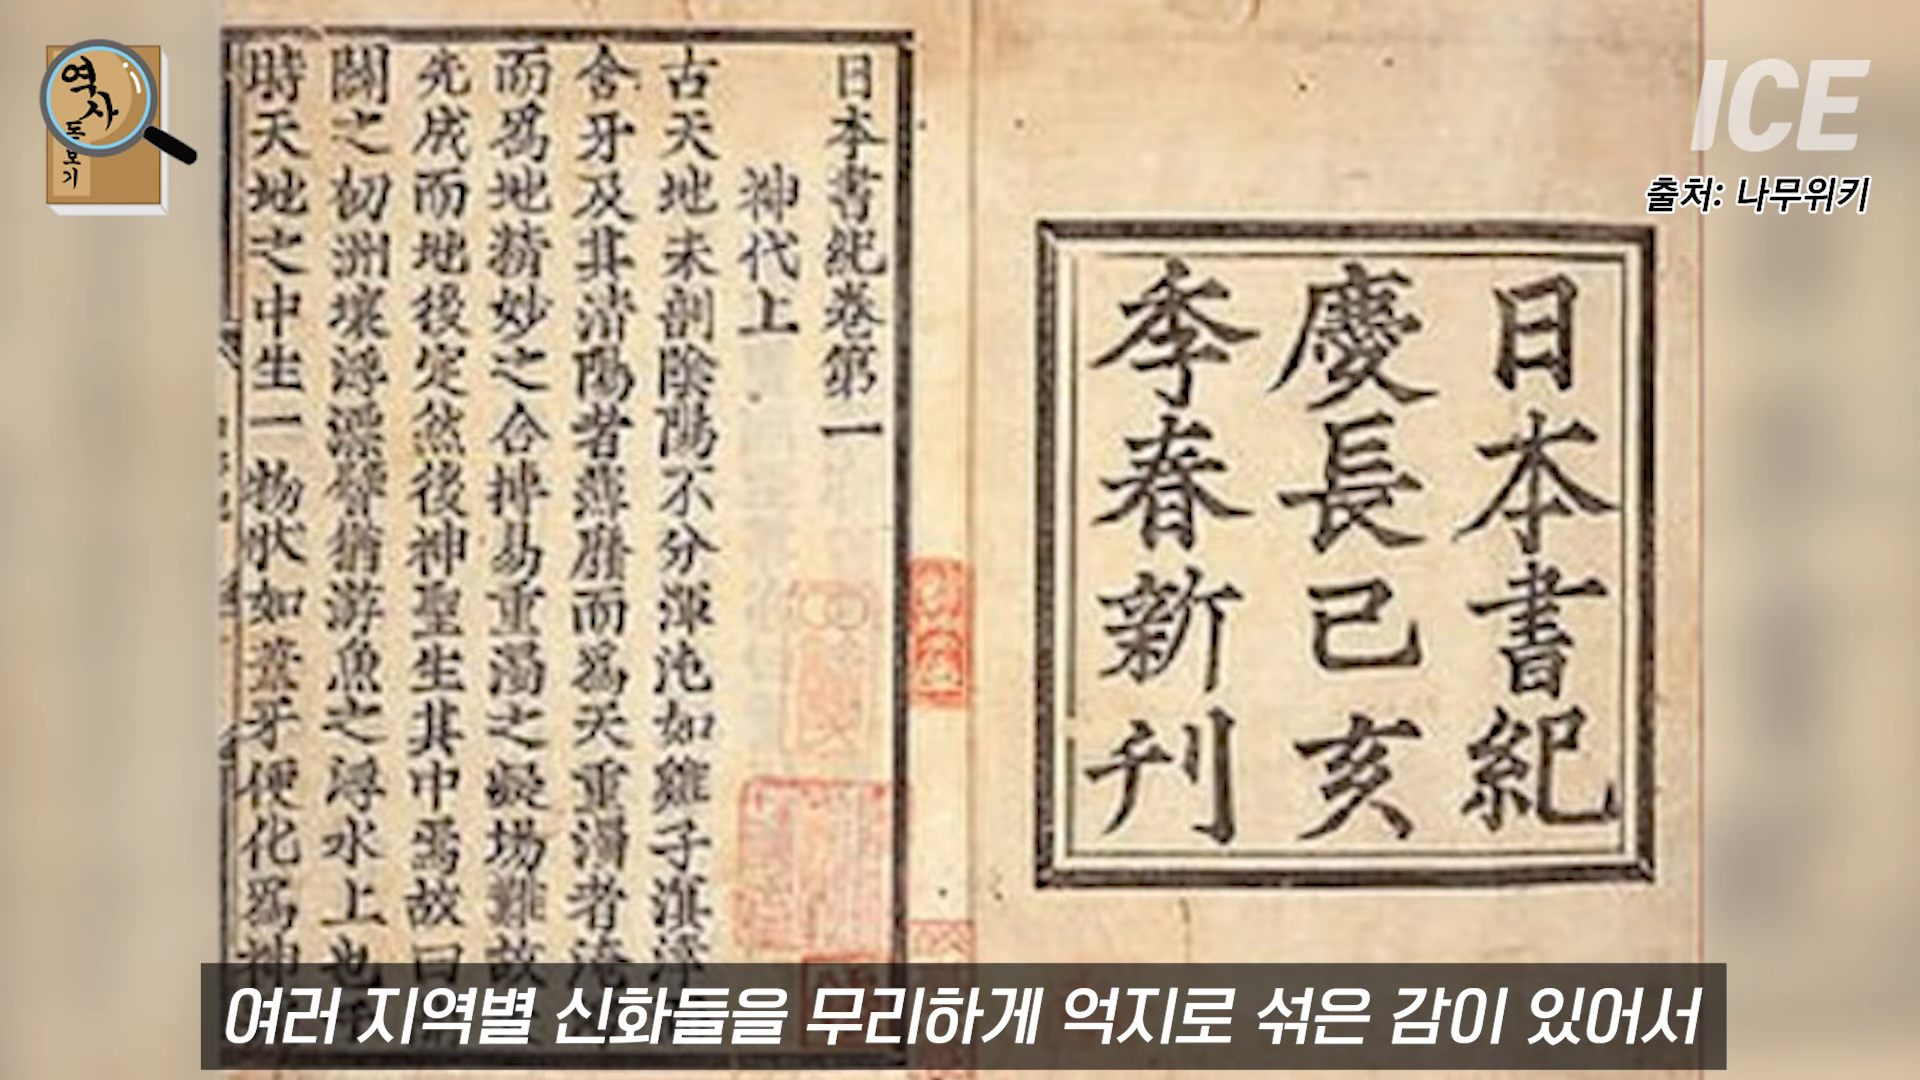 역사
돋보기
ICE
출처: 나무위키
日本書紀
慶長己亥
季春新刊
日本書紀卷第一
神代上
古天地未剖陰陽不分渾沌如雞子溟涬
含牙及其清陽者薄靡而爲天重濁者淹
而爲地精妙之合搏易重濁之凝場難故
先成而地後定然後神聖生其中焉故曰
闢之初洲壤浮漂譬猶游魚之浮水上也
時天地之中生一物狀如葦牙便化爲神
여러 지역별 신화들을 무리하게 억지로 섞은 감이 있어서